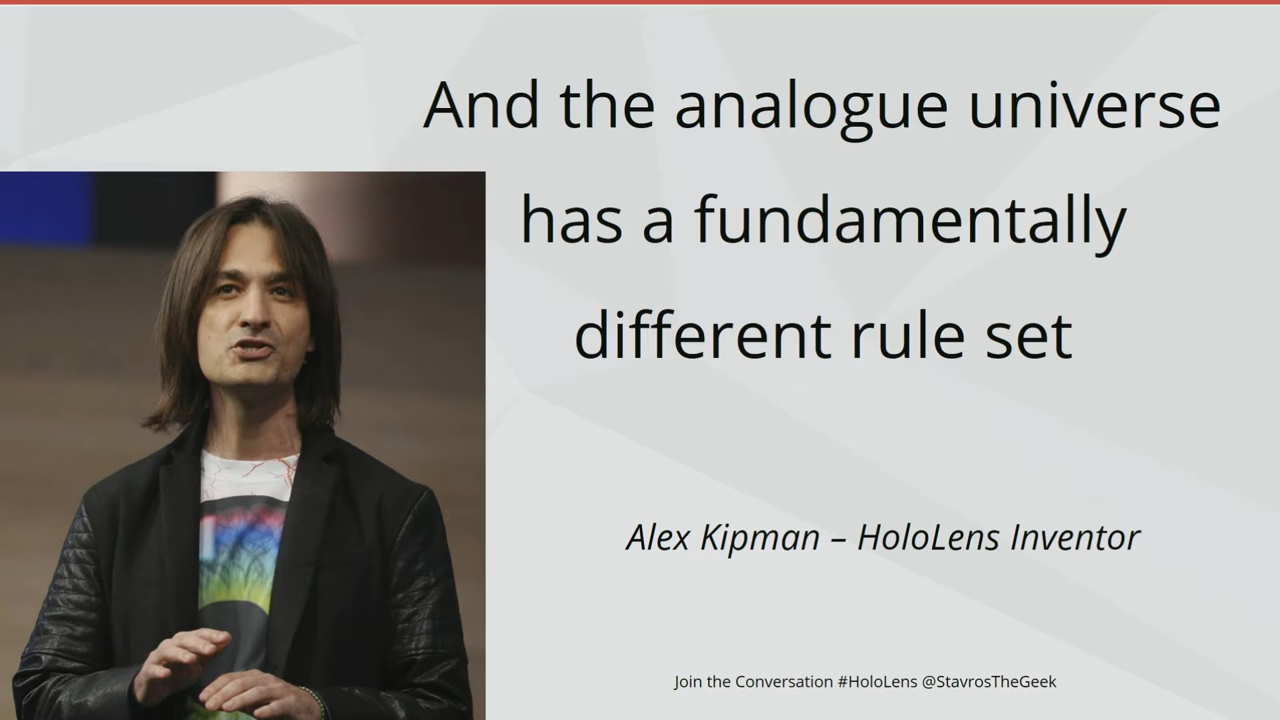 And the analogue universe
has a fundamentally
different rule set
Alex Kipman – HoloLens Inventor
Join the Conversation #HoloLens @StavrosTheGeek